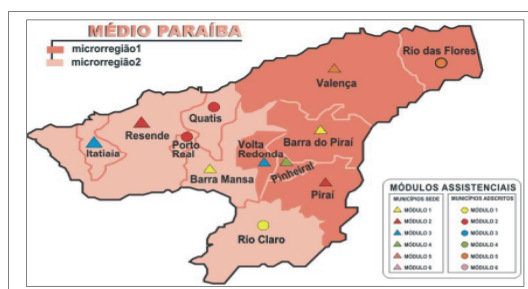 MÉDIO PARAÍBA
microrregião1
microrregião2
Rio das Flores
Valença
Quatis
Resende
Porto
Real
Itatiaia
Volta
Redonda
Barra do Piraí
Pinheiral
Barra Mansa
Piraí
Rio Claro
MÓDULOS ASSISTENCIAIS
MUNICÍPIOS SEDE
MUNICÍPIOS ADSCRITOS
MÓDULO 1
MÓDULO 1
MÓDULO 2
MÓDULO 2
MÓDULO 3
MÓDULO 3
MÓDULO 4
MÓDULO 4
MÓDULO 5
MÓDULO 5
MÓDULO 6
MÓDULO 6